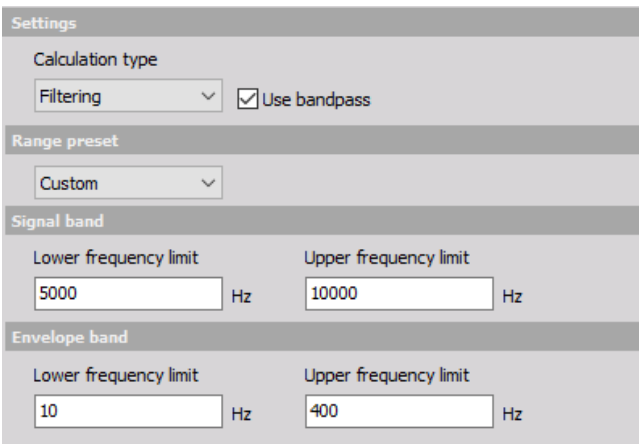 Settings
Calculation type
Filtering Use bandpass
Range preset
Custom
Signal band
Lower frequency limit Upper frequency limit
5000 Hz 10000 Hz
Envelope band
Lower frequency limit Upper frequency limit
10 Hz 400 Hz